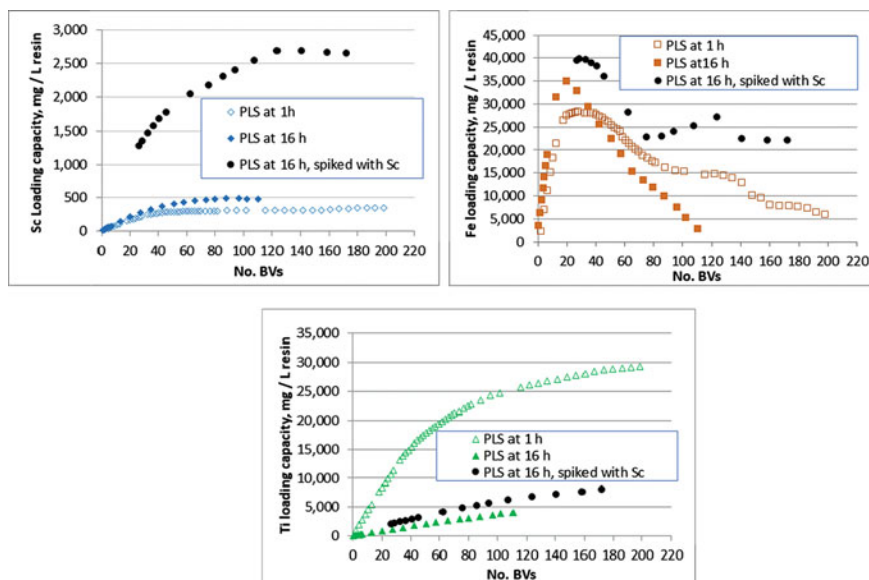 3,000
2,500
2,000
1,500
1,000
500
0
Sc Loading capacity, mg / L resin
PLS at 1 h
PLS at 16 h
PLS at 16 h, spiked with Sc
0 20 40 60 80 100 120 140 160 180 200 220
No. BVs
45,000
40,000
35,000
30,000
25,000
20,000
15,000
10,000
5,000
0
Fe loading capacity, mg / L resin
PLS at 1 h
PLS at16 h
PLS at 16 h, spiked with Sc
0 20 40 60 80 100 120 140 160 180 200 220
No. BVs
35,000
30,000
25,000
20,000
15,000
10,000
5,000
0
Ti loading capacity, mg / L resin
PLS at 1 h
PLS at 16 h
PLS at 16 h, spiked with Sc
0 20 40 60 80 100 120 140 160 180 200 220
No. BVs